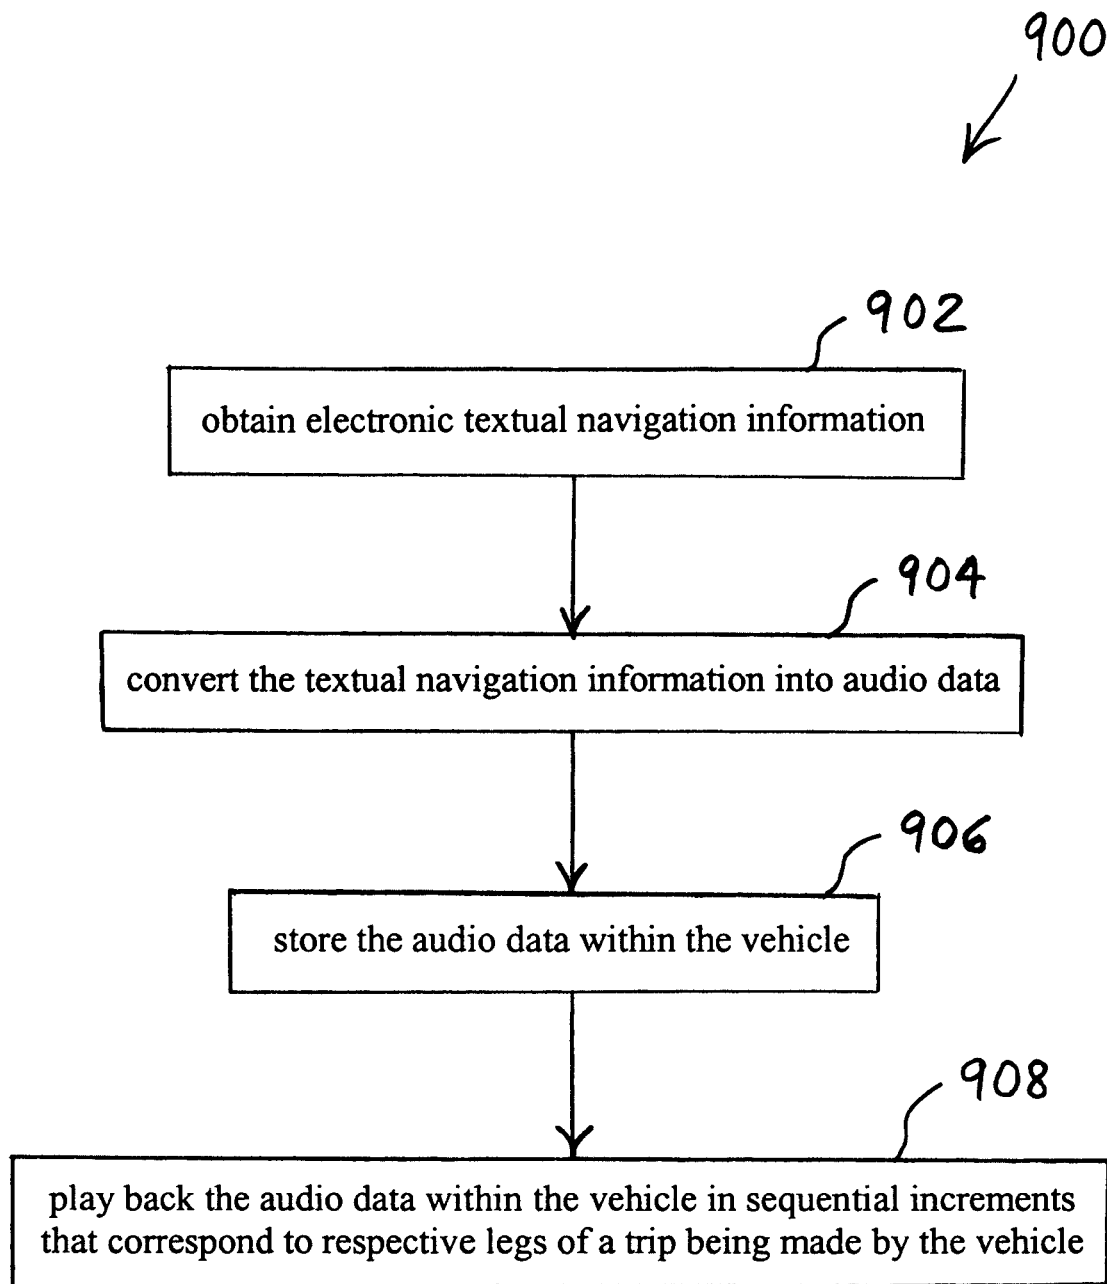 900
902
obtain electronic textual navigation information
904
convert the textual navigation information into audio data
906
store the audio data within the vehicle
908
play back the audio data within the vehicle in sequential increments
that correspond to respective legs of a trip being made by the vehicle